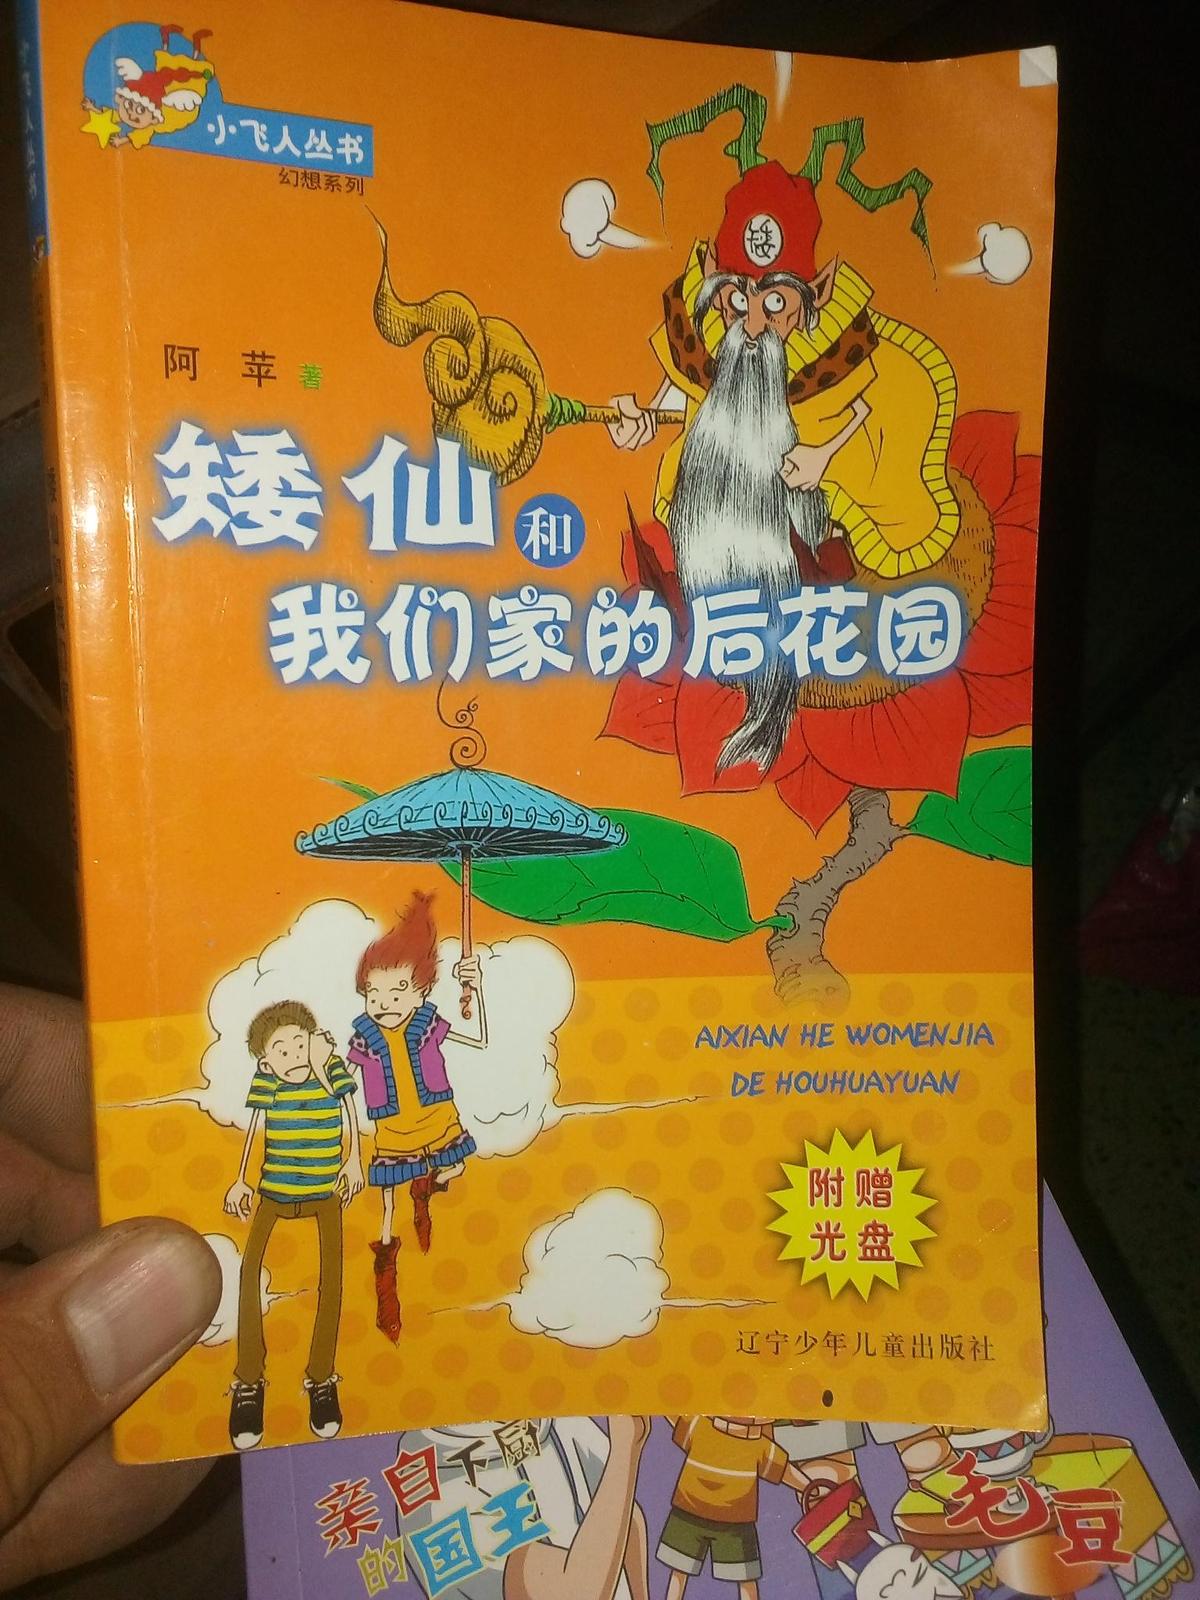 小飞人丛书
幻想系列
矮
阿 苹 著
矮仙和
我们家的后花园
AIXIAN HE WOMENJIA
DE HOUHUAYUAN
附赠
光盘
辽宁少年儿童出版社
亲自下厨
的国王
毛豆